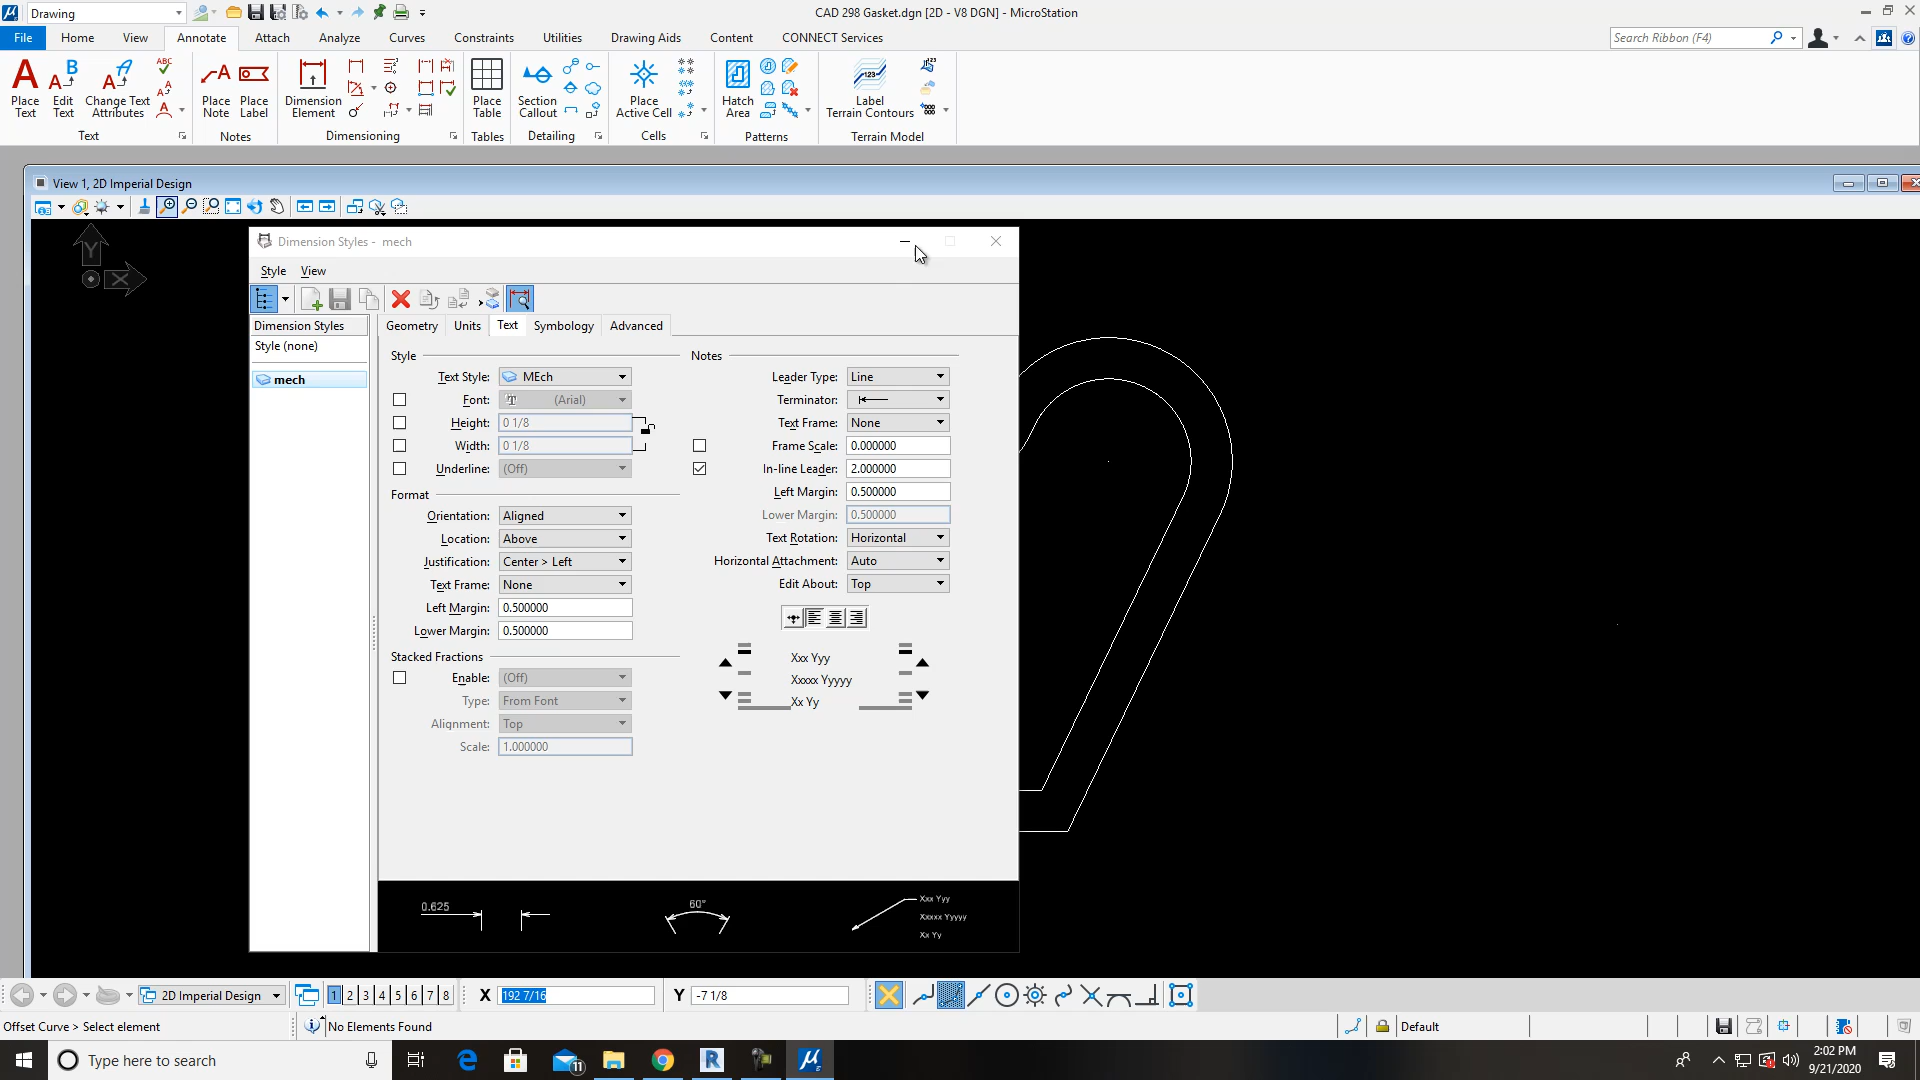 Drawing
CAD 298 Gasket.dgn [2D - V8 DGN] - MicroStation
File Home View Annotate Attach Analyze Curves Constraints Utilities Drawing Aids Content CONNECT Services
Search Ribbon (F4)
Place Text
Edit Text
Change Text Attributes
Place Note
Place Label
Dimension Element
Place Table
Section Callout
Place Active Cell
Hatch Area
Label Terrain Contours
Text Notes Dimensioning Tables Detailing Cells Patterns Terrain Model
View 1, 2D Imperial Design
Y
X
Dimension Styles - mech
Style View
Dimension Styles
Style (none)
mech
Geometry Units Text Symbology Advanced
Style
Text Style: MEch
Font: (Arial)
Height: 0 1/8
Width: 0 1/8
Underline: (Off)
Format
Orientation: Aligned
Location: Above
Justification: Center > Left
Text Frame: None
Left Margin: 0.500000
Lower Margin: 0.500000
Stacked Fractions
Enable: (Off)
Type: From Font
Alignment: Top
Scale: 1.000000
Notes
Leader Type: Line
Terminator:
Text Frame: None
Frame Scale: 0.000000
In-line Leader: 2.000000
Left Margin: 0.500000
Lower Margin: 0.500000
Text Rotation: Horizontal
Horizontal Attachment: Auto
Edit About: Top
Xxx Yyy
Xxxxx Yyyyy
Xx Yy
0.625
60°
Xxx Yyy
Xxxxx Yyyyy
Xx Yy
2D Imperial Design 1 2 3 4 5 6 7 8 X 192 7/16 Y -7 1/8
Offset Curve > Select element
No Elements Found
Default
Type here to search
11
2:02 PM
9/21/2020